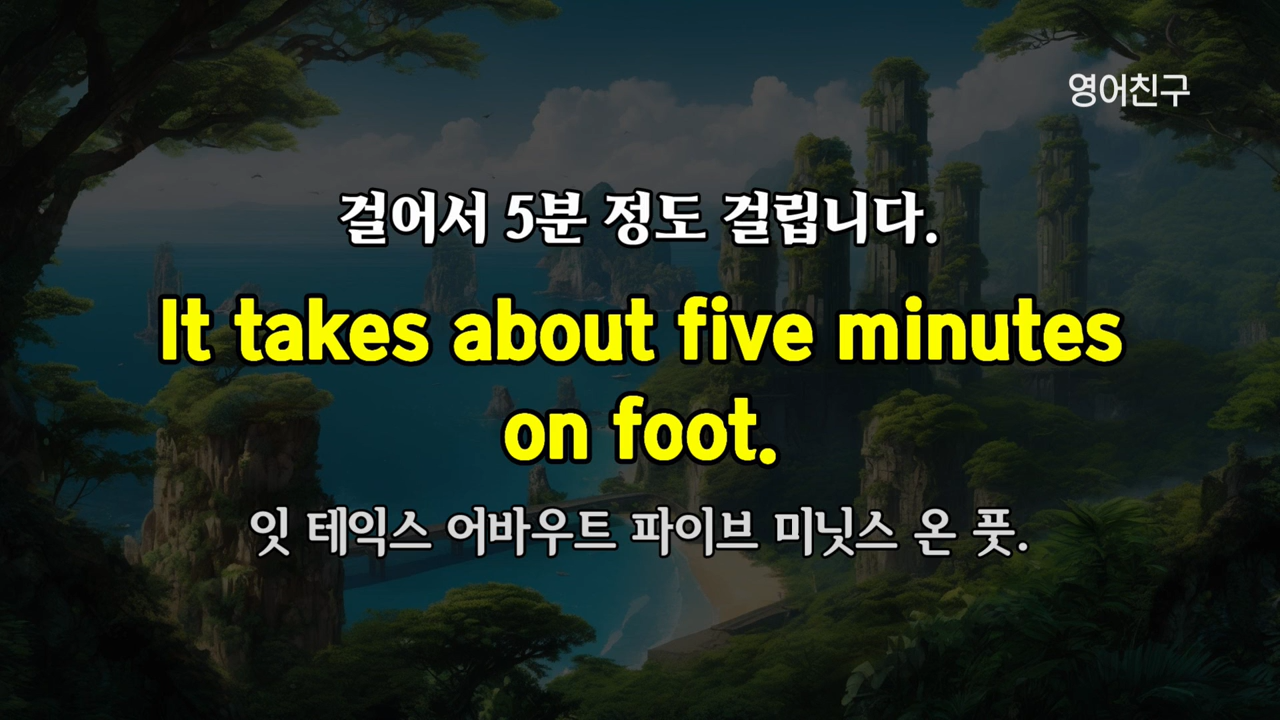 영어친구
걸어서 5분 정도 걸립니다.
It takes about five minutes
on foot.
잇 테익스 어바우트 파이브 미닛스 온 풋.